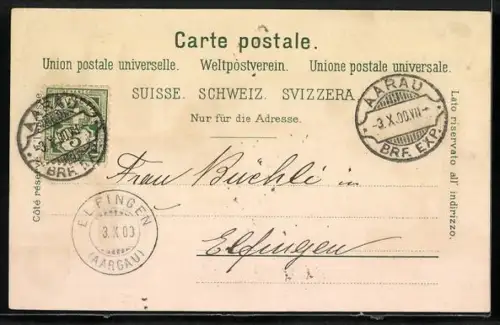 Carte postale.
Union postale universelle. Weltpostverein. Unione postale universale.
SUISSE. SCHWEIZ. SVIZZERA
Nur für die Adresse.
AARAU
BRF. EXP.
5
AARAU
-3.X.00.VII-
BRF. EXP.
Côté
Lato riservato all' indirizzo.
Frau Büchli in
Elfingen
ELFINGEN
3.X.00
(AARGAU)